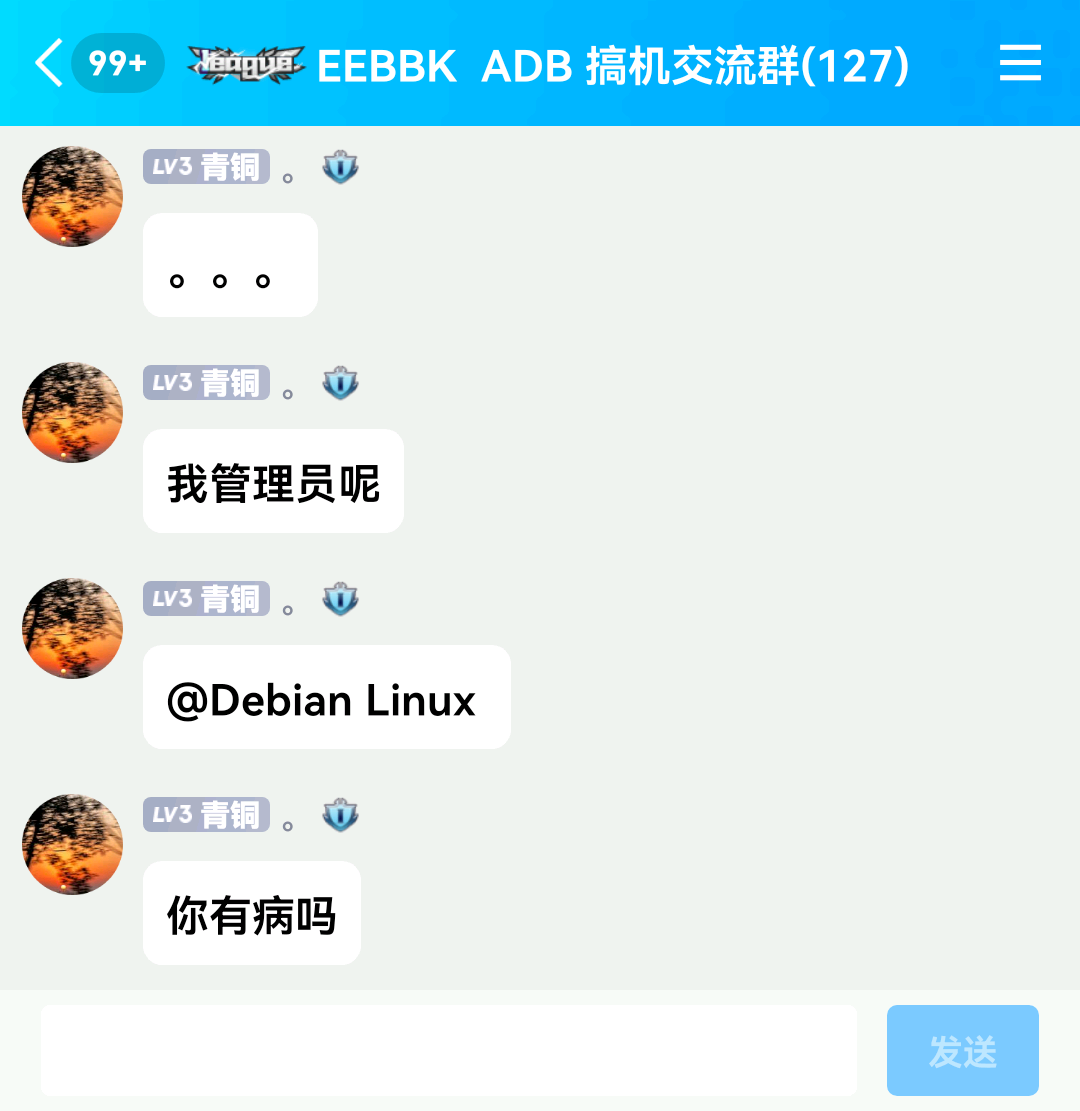 99+ League EEBBK ADB 搞机交流群(127)
LV3 青铜 。
。。。
LV3 青铜 。
我管理员呢
LV3 青铜 。
@Debian Linux
LV3 青铜 。
你有病吗
发送